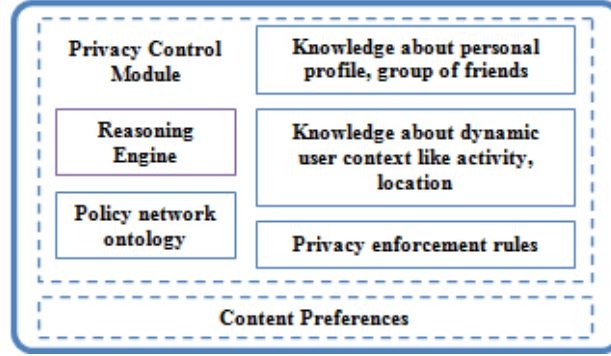 Privacy Control
Module
Knowledge about personal
profile, group of friends
Reasoning
Engine
Knowledge about dynamic
user context like activity,
location
Policy network
ontology
Privacy enforcement rules
Content Preferences